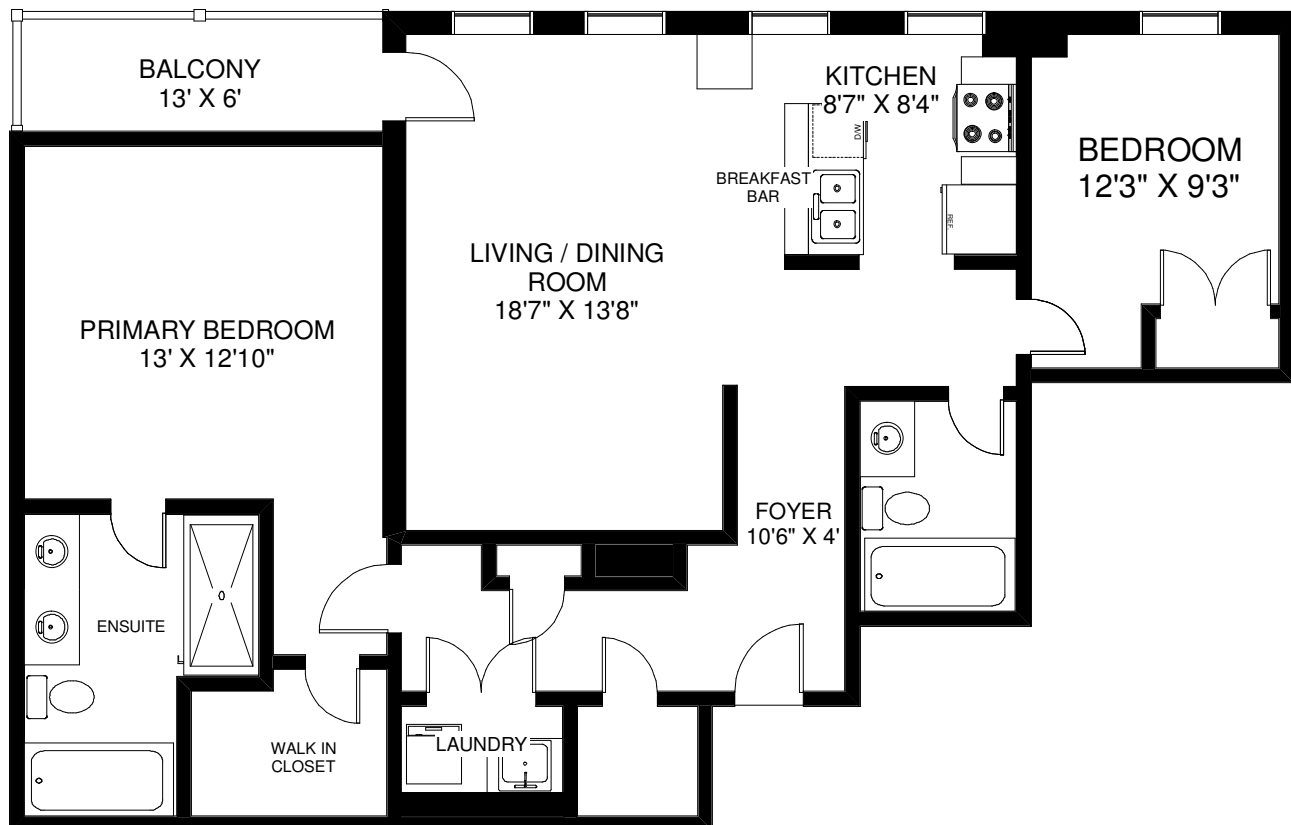 BALCONY
13' X 6'
KITCHEN
8'7" X 8'4"
D/W
BREAKFAST
BAR
REF.
BEDROOM
12'3" X 9'3"
LIVING / DINING
ROOM
18'7" X 13'8"
PRIMARY BEDROOM
13' X 12'10"
FOYER
10'6" X 4'
ENSUITE
WALK IN
CLOSET
LAUNDRY